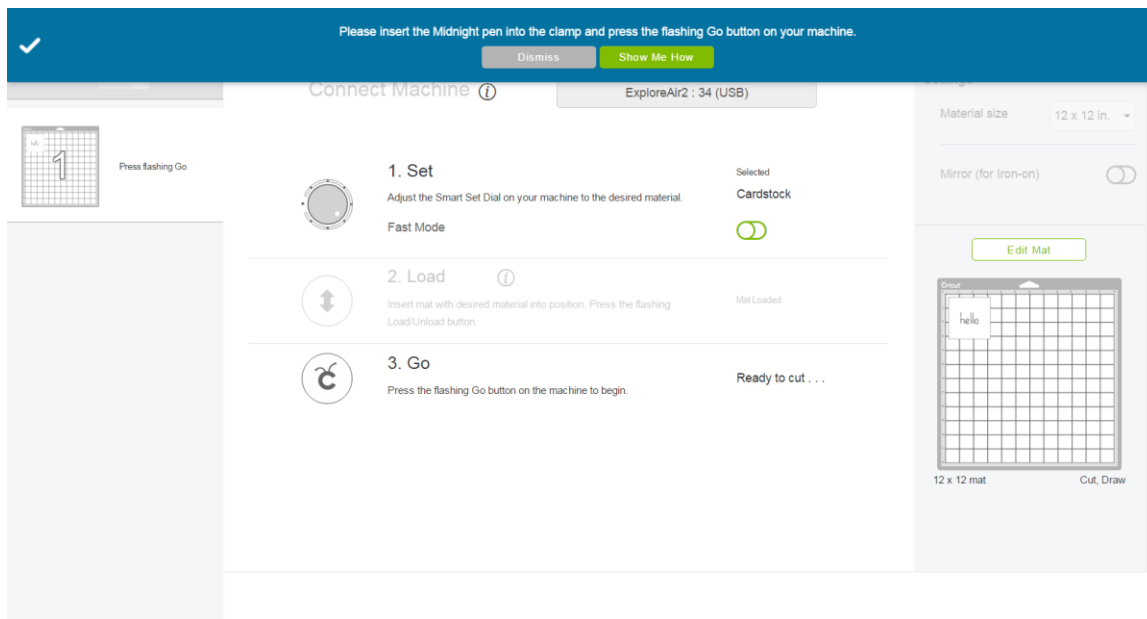 Please insert the Midnight pen into the clamp and press the flashing Go button on your machine.
Dismiss
Show Me How
Connect Machine
ExploreAir2 : 34 (USB)
Material size
12 x 12 in.
Mirror (for Iron-on)
1
Press flashing Go
1. Set
Adjust the Smart Set Dial on your machine to the desired material.
Selected
Cardstock
Fast Mode
2. Load
Insert mat with desired material into position. Press the flashing
Load/Unload button.
Mat Loaded
3. Go
Press the flashing Go button on the machine to begin.
Ready to cut . . .
Edit Mat
Cricut
hello
12 x 12 mat
Cut, Draw